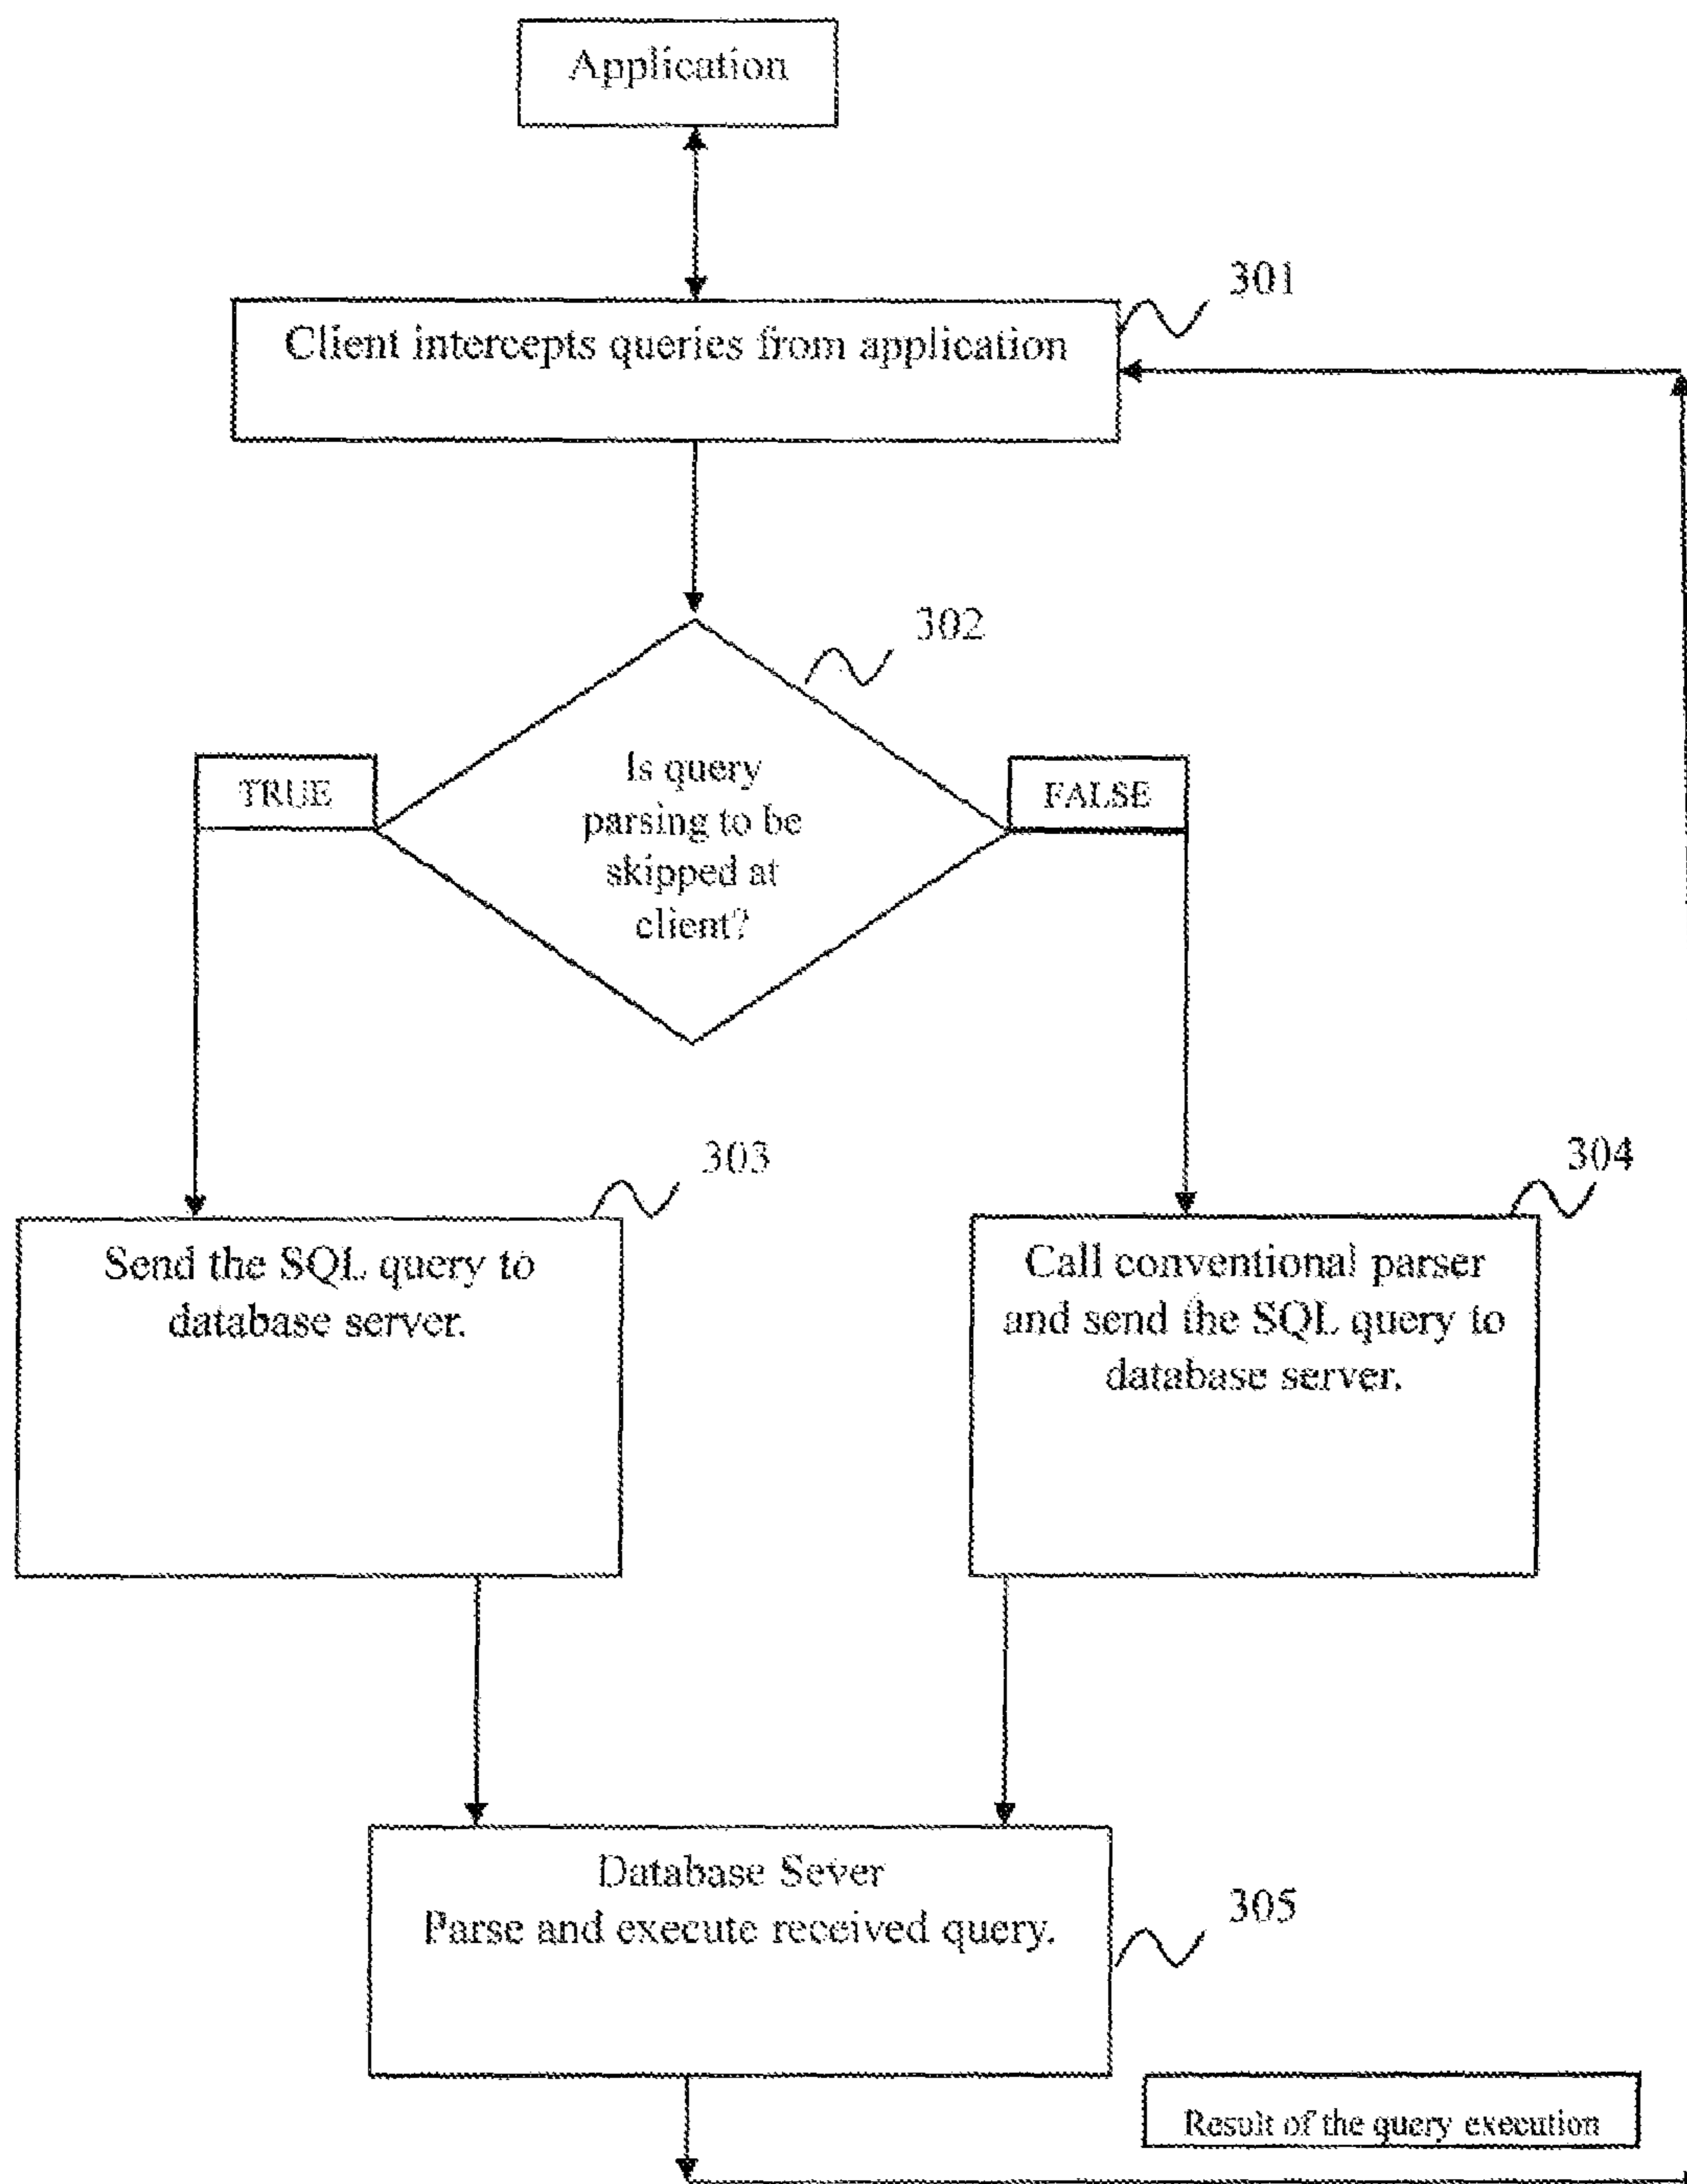 Application
301
Client intercepts queries from application
302
Is query
parsing to be
skipped at
client?
TRUE
FALSE
303
304
Send the SQL query to
database server.
Call conventional parser
and send the SQL query to
database server.
Database Sever
Parse and execute received query.
305
Result of the query execution